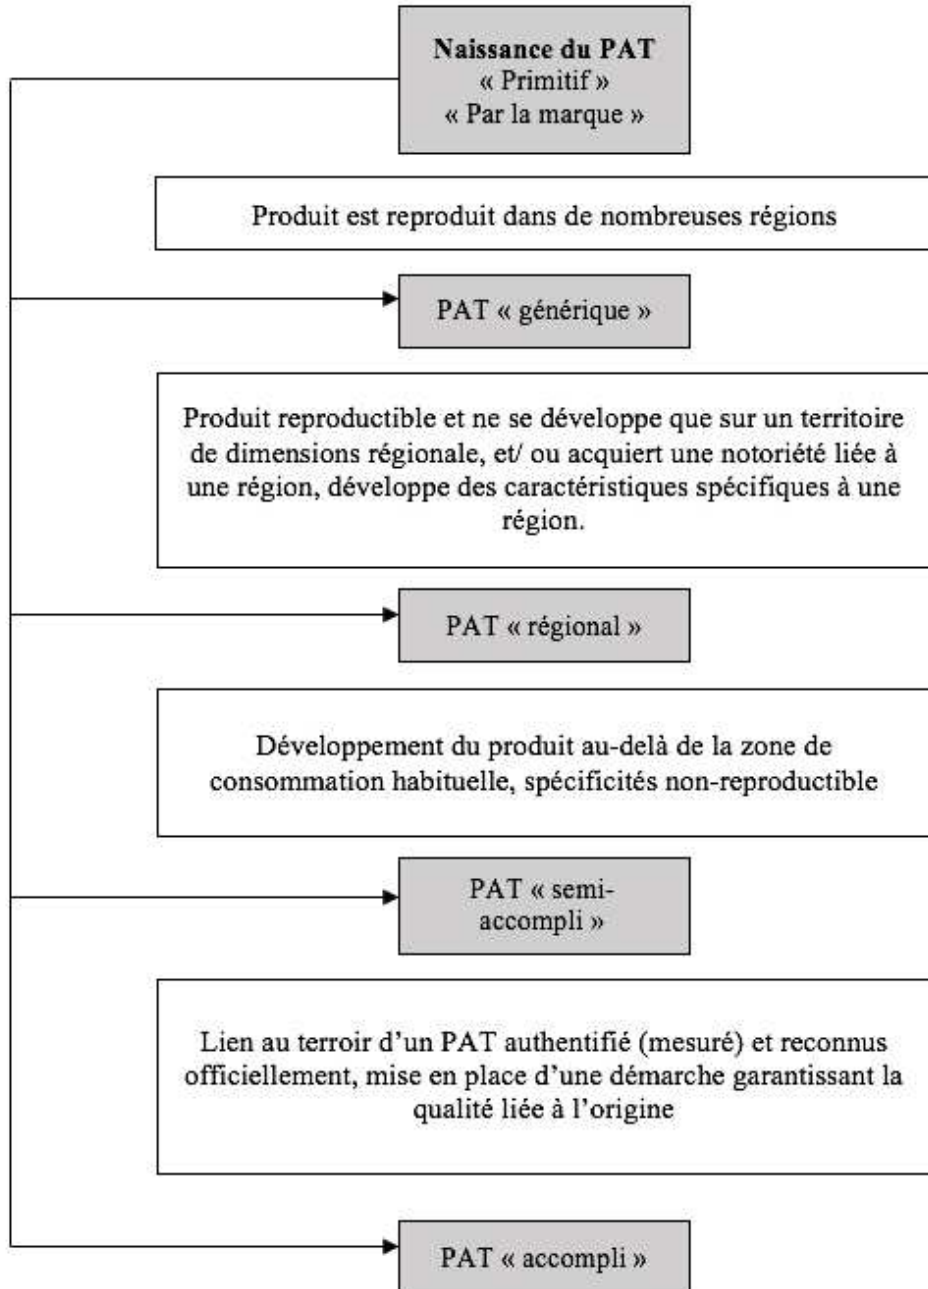 Naissance du PAT
« Primitif »
« Par la marque »
Produit est reproduit dans de nombreuses régions
PAT « générique »
Produit reproductible et ne se développe que sur un territoire
de dimensions régionale, et/ ou acquiert une notoriété liée à
une région, développe des caractéristiques spécifiques à une
région.
PAT « régional »
Développement du produit au-delà de la zone de
consommation habituelle, spécificités non-reproductible
PAT « semi-
accompli »
Lien au terroir d’un PAT authentifié (mesuré) et reconnus
officiellement, mise en place d’une démarche garantissant la
qualité liée à l’origine
PAT « accompli »